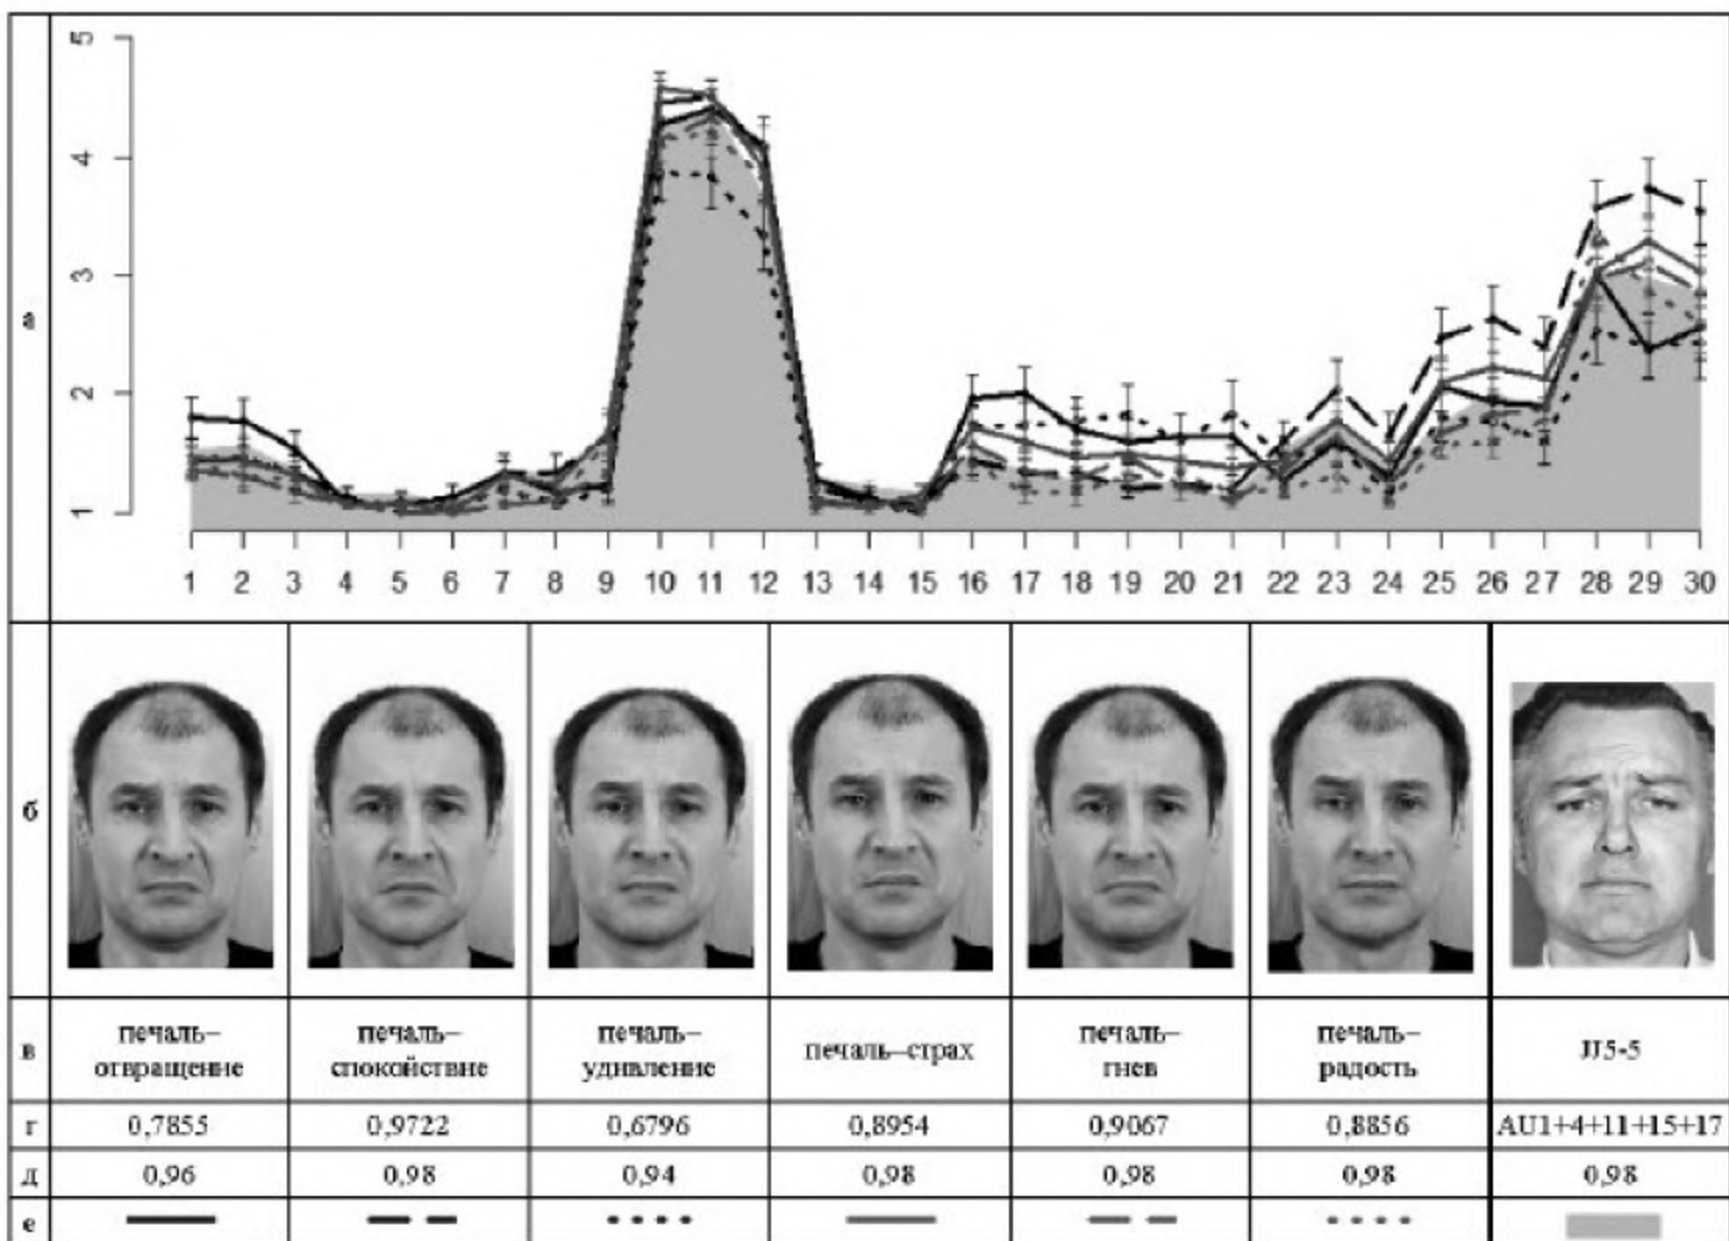 5
4
3
2
1
а
1 2 3 4 5 6 7 8 9 10 11 12 13 14 15 16 17 18 19 20 21 22 23 24 25 26 27 28 29 30
б
в
печаль–
отвращение
печаль–
спокойствие
печаль–
удивление
печаль–страх
печаль–
гнев
печаль–
радость
JJ5-5
г 0,7855 0,9722 0,6796 0,8954 0,9067 0,8856 AU1+4+11+15+17
д 0,96 0,98 0,94 0,98 0,98 0,98 0,98
е